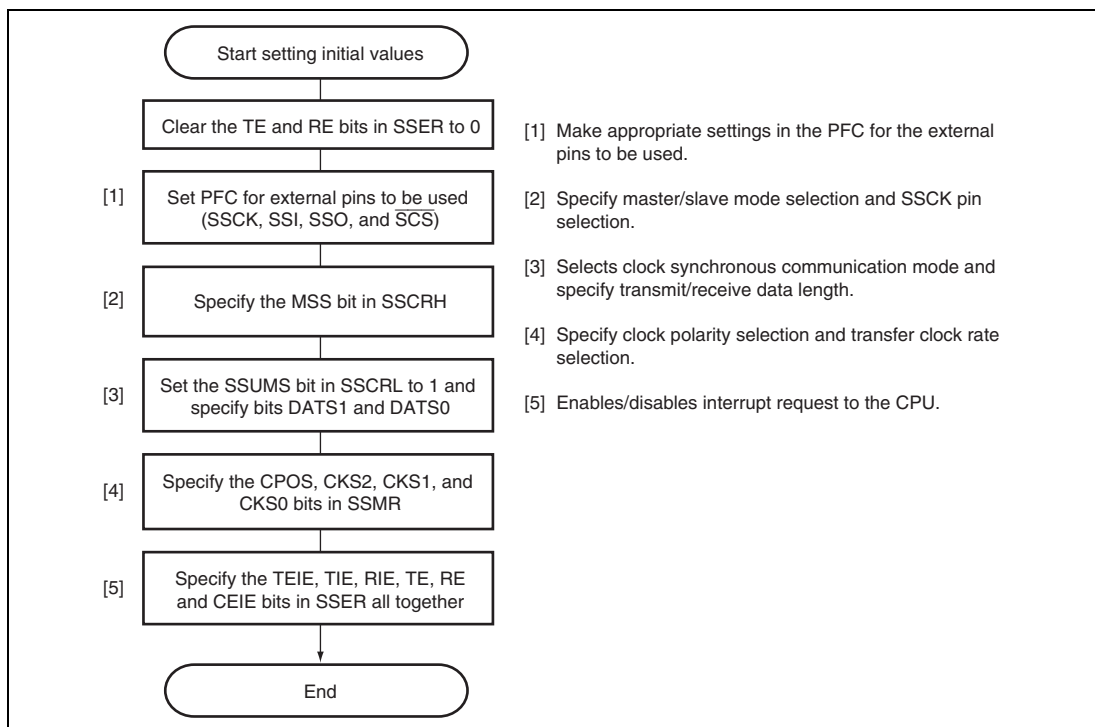 Start setting initial values
Clear the TE and RE bits in SSER to 0
[1]
Set PFC for external pins to be used
(SSCK, SSI, SSO, and SCS)
[2]
Specify the MSS bit in SSCRH
[3]
Set the SSUMS bit in SSCRL to 1 and
specify bits DATS1 and DATS0
[4]
Specify the CPOS, CKS2, CKS1, and
CKS0 bits in SSMR
[5]
Specify the TEIE, TIE, RIE, TE, RE
and CEIE bits in SSER all together
End
[1] Make appropriate settings in the PFC for the external
pins to be used.
[2] Specify master/slave mode selection and SSCK pin
selection.
[3] Selects clock synchronous communication mode and
specify transmit/receive data length.
[4] Specify clock polarity selection and transfer clock rate
selection.
[5] Enables/disables interrupt request to the CPU.